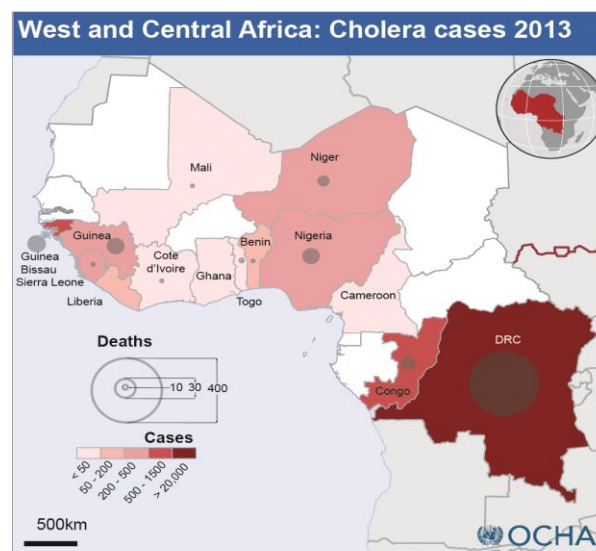 West and Central Africa: Cholera cases 2013
Mali
Niger
Guinea
Nigeria
Benin
Cote
d'Ivoire
Guinea
Bissau
Ghana
Sierra Leone
Cameroon
Liberia
Togo
DRC
Congo
Deaths
10 30 400
Cases
< 50
50 - 200
200 - 500
500 - 1500
> 20,000
500km
OCHA